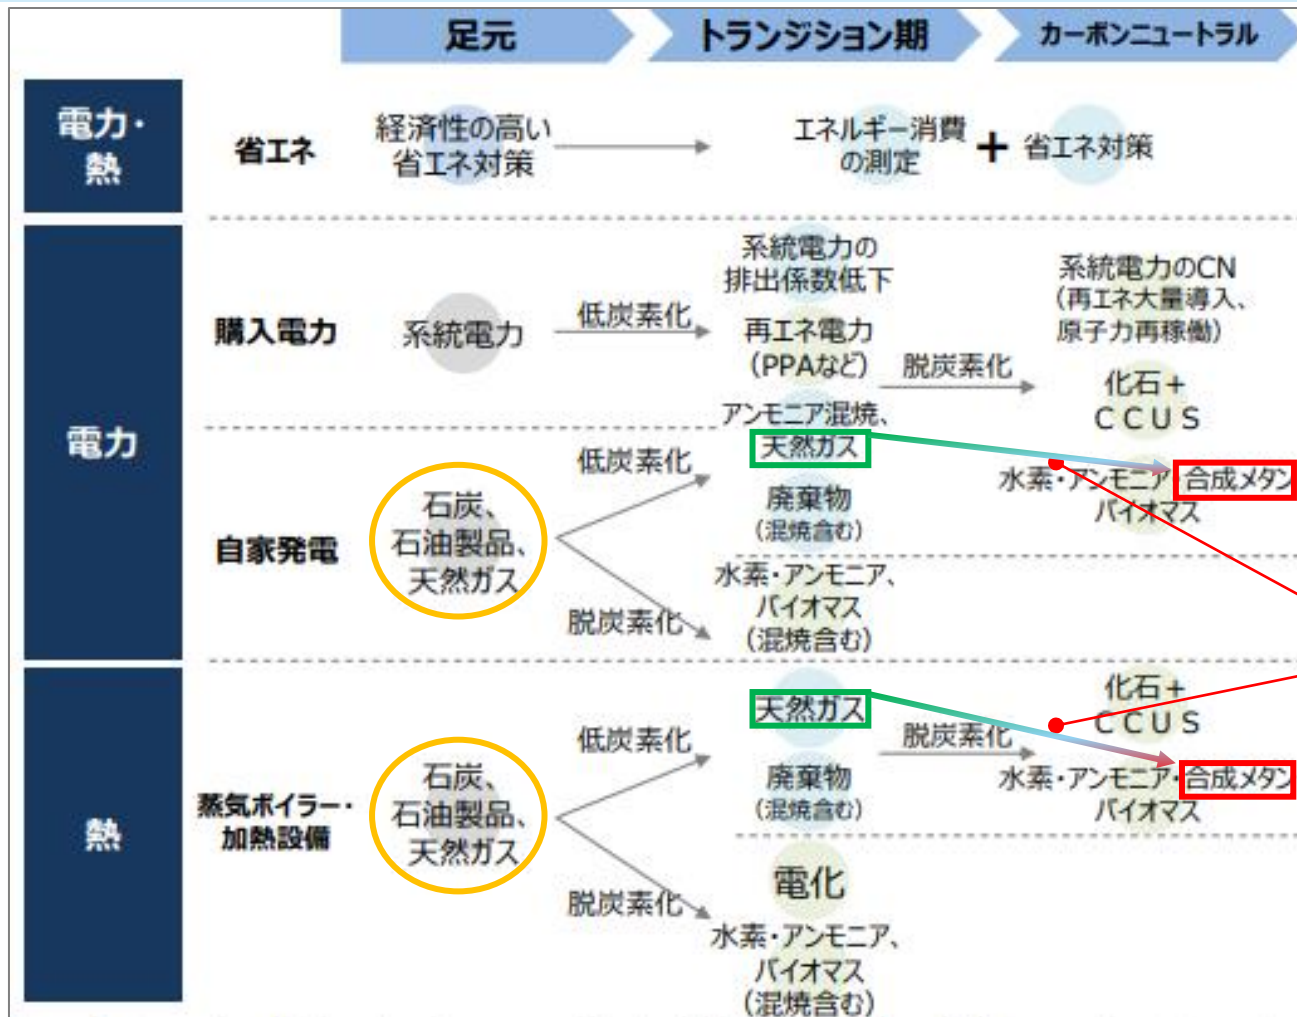 足元
トランジション期
カーボンニュートラル
電力・
熱
省エネ
経済性の高い
省エネ対策
エネルギー消費
の測定
+
省エネ対策
電力
購入電力
系統電力
低炭素化
系統電力の
排出係数低下
再エネ電力
(PPAなど)
脱炭素化
系統電力のCN
(再エネ大量導入、
原子力再稼働)
化石+
CCUS
自家発電
石炭、
石油製品、
天然ガス
低炭素化
脱炭素化
アンモニア混焼、
天然ガス
廃棄物
(混焼含む)
水素・アンモニア、
バイオマス
(混焼含む)
水素・アンモニア・合成メタン
バイオマス
熱
蒸気ボイラー・
加熱設備
石炭、
石油製品、
天然ガス
低炭素化
脱炭素化
天然ガス
廃棄物
(混焼含む)
電化
水素・アンモニア、
バイオマス
(混焼含む)
脱炭素化
化石+
CCUS
水素・アンモニア・合成メタン
バイオマス